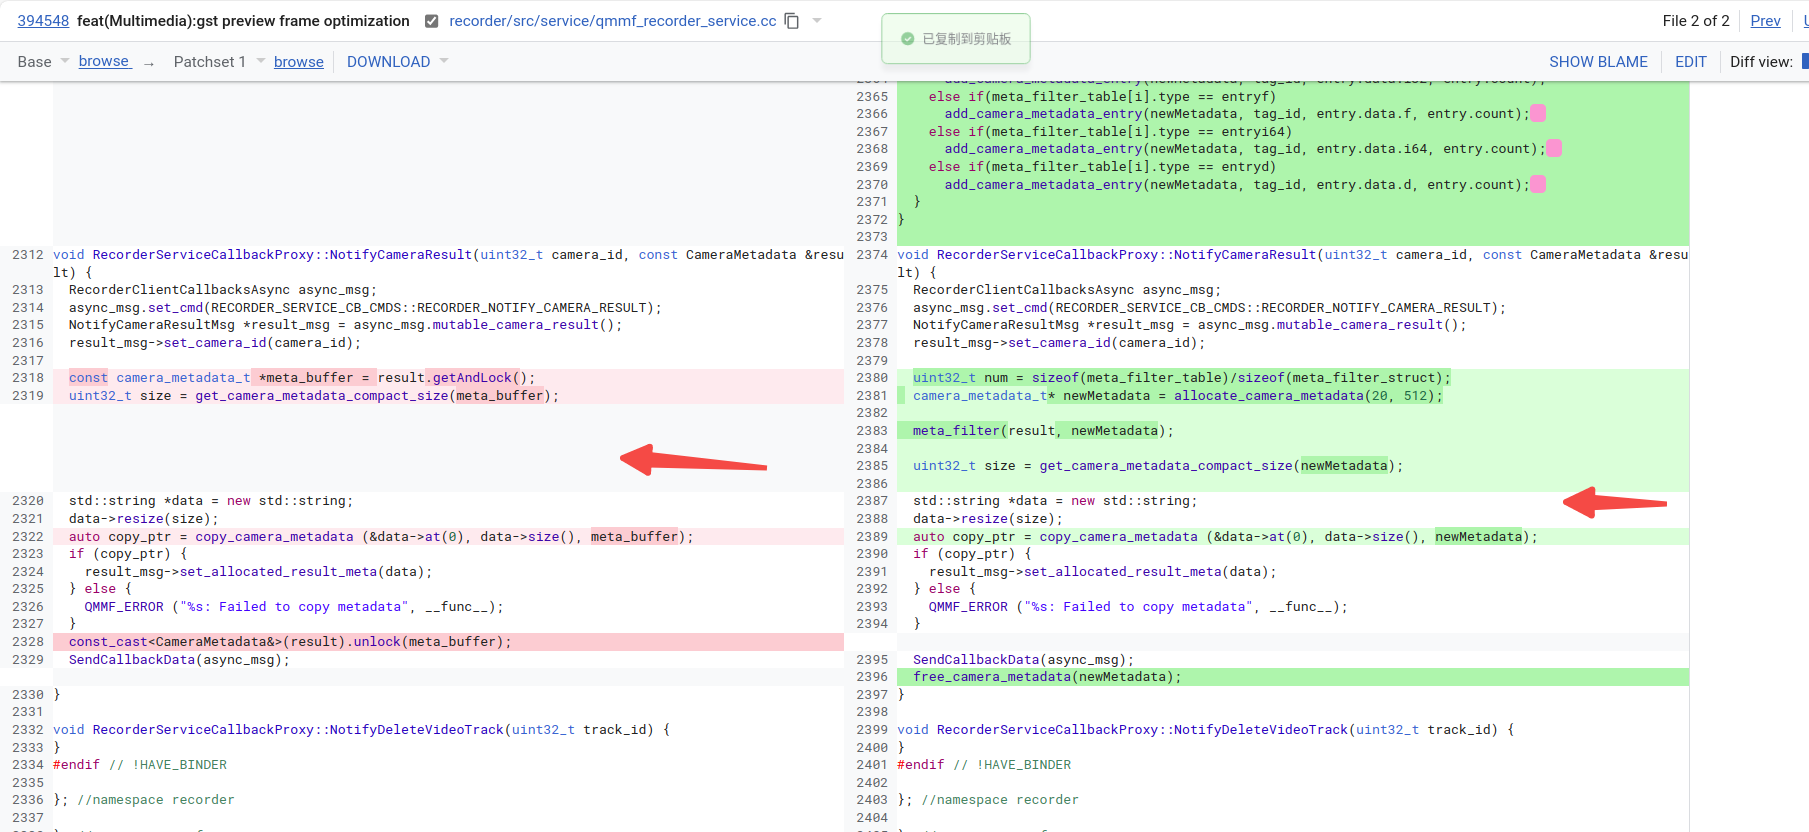 394548 feat(Multimedia):gst preview frame optimization recorder/src/service/qmmf_recorder_service.cc File 2 of 2 Prev
已复制到剪贴板
Base browse → Patchset 1 browse DOWNLOAD SHOW BLAME EDIT Diff view:
2365 else if(meta_filter_table[i].type == entryf)
2366 add_camera_metadata_entry(newMetadata, tag_id, entry.data.f, entry.count);
2367 else if(meta_filter_table[i].type == entryi64)
2368 add_camera_metadata_entry(newMetadata, tag_id, entry.data.i64, entry.count);
2369 else if(meta_filter_table[i].type == entryd)
2370 add_camera_metadata_entry(newMetadata, tag_id, entry.data.d, entry.count);
2371 }
2372 }
2373
2312 void RecorderServiceCallbackProxy::NotifyCameraResult(uint32_t camera_id, const CameraMetadata &resu
lt) {
2313 RecorderClientCallbacksAsync async_msg;
2314 async_msg.set_cmd(RECORDER_SERVICE_CB_CMDS::RECORDER_NOTIFY_CAMERA_RESULT);
2315 NotifyCameraResultMsg *result_msg = async_msg.mutable_camera_result();
2316 result_msg->set_camera_id(camera_id);
2317
2318 const camera_metadata_t *meta_buffer = result.getAndLock();
2319 uint32_t size = get_camera_metadata_compact_size(meta_buffer);
2320 std::string *data = new std::string;
2321 data->resize(size);
2322 auto copy_ptr = copy_camera_metadata (&data->at(0), data->size(), meta_buffer);
2323 if (copy_ptr) {
2324 result_msg->set_allocated_result_meta(data);
2325 } else {
2326 QMMF_ERROR ("%s: Failed to copy metadata", __func__);
2327 }
2328 const_cast<CameraMetadata&>(result).unlock(meta_buffer);
2329 SendCallbackData(async_msg);
2330 }
2331
2332 void RecorderServiceCallbackProxy::NotifyDeleteVideoTrack(uint32_t track_id) {
2333 }
2334 #endif // !HAVE_BINDER
2335
2336 }; //namespace recorder
2337
2374 void RecorderServiceCallbackProxy::NotifyCameraResult(uint32_t camera_id, const CameraMetadata &resu
lt) {
2375 RecorderClientCallbacksAsync async_msg;
2376 async_msg.set_cmd(RECORDER_SERVICE_CB_CMDS::RECORDER_NOTIFY_CAMERA_RESULT);
2377 NotifyCameraResultMsg *result_msg = async_msg.mutable_camera_result();
2378 result_msg->set_camera_id(camera_id);
2379
2380 uint32_t num = sizeof(meta_filter_table)/sizeof(meta_filter_struct);
2381 camera_metadata_t* newMetadata = allocate_camera_metadata(20, 512);
2382
2383 meta_filter(result, newMetadata);
2384
2385 uint32_t size = get_camera_metadata_compact_size(newMetadata);
2386
2387 std::string *data = new std::string;
2388 data->resize(size);
2389 auto copy_ptr = copy_camera_metadata (&data->at(0), data->size(), newMetadata);
2390 if (copy_ptr) {
2391 result_msg->set_allocated_result_meta(data);
2392 } else {
2393 QMMF_ERROR ("%s: Failed to copy metadata", __func__);
2394 }
2395 SendCallbackData(async_msg);
2396 free_camera_metadata(newMetadata);
2397 }
2398
2399 void RecorderServiceCallbackProxy::NotifyDeleteVideoTrack(uint32_t track_id) {
2400 }
2401 #endif // !HAVE_BINDER
2402
2403 }; //namespace recorder
2404